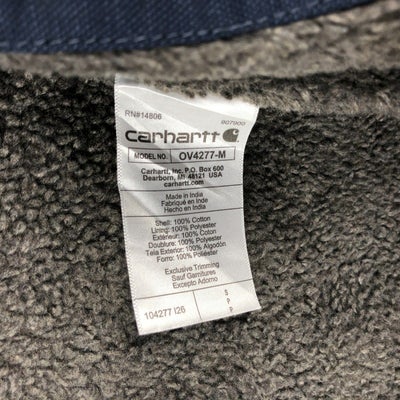 RN#14806 907900
carhartt
MODEL NO. OV4277-M
Carhartt, Inc. P.O. Box 600
Dearborn, MI 48121 USA
carhartt.com
Made in India
Fabriqué en Inde
Hecho en India
Shell: 100% Cotton
Lining: 100% Polyester
Extérieur: 100% Coton
Doublure: 100% Polyester
Tela Exterior: 100% Algodón
Forro: 100% Poliéster
Exclusive Trimming
Sauf Garnitures
Excepto Adorno
104277 I26
S
P
P